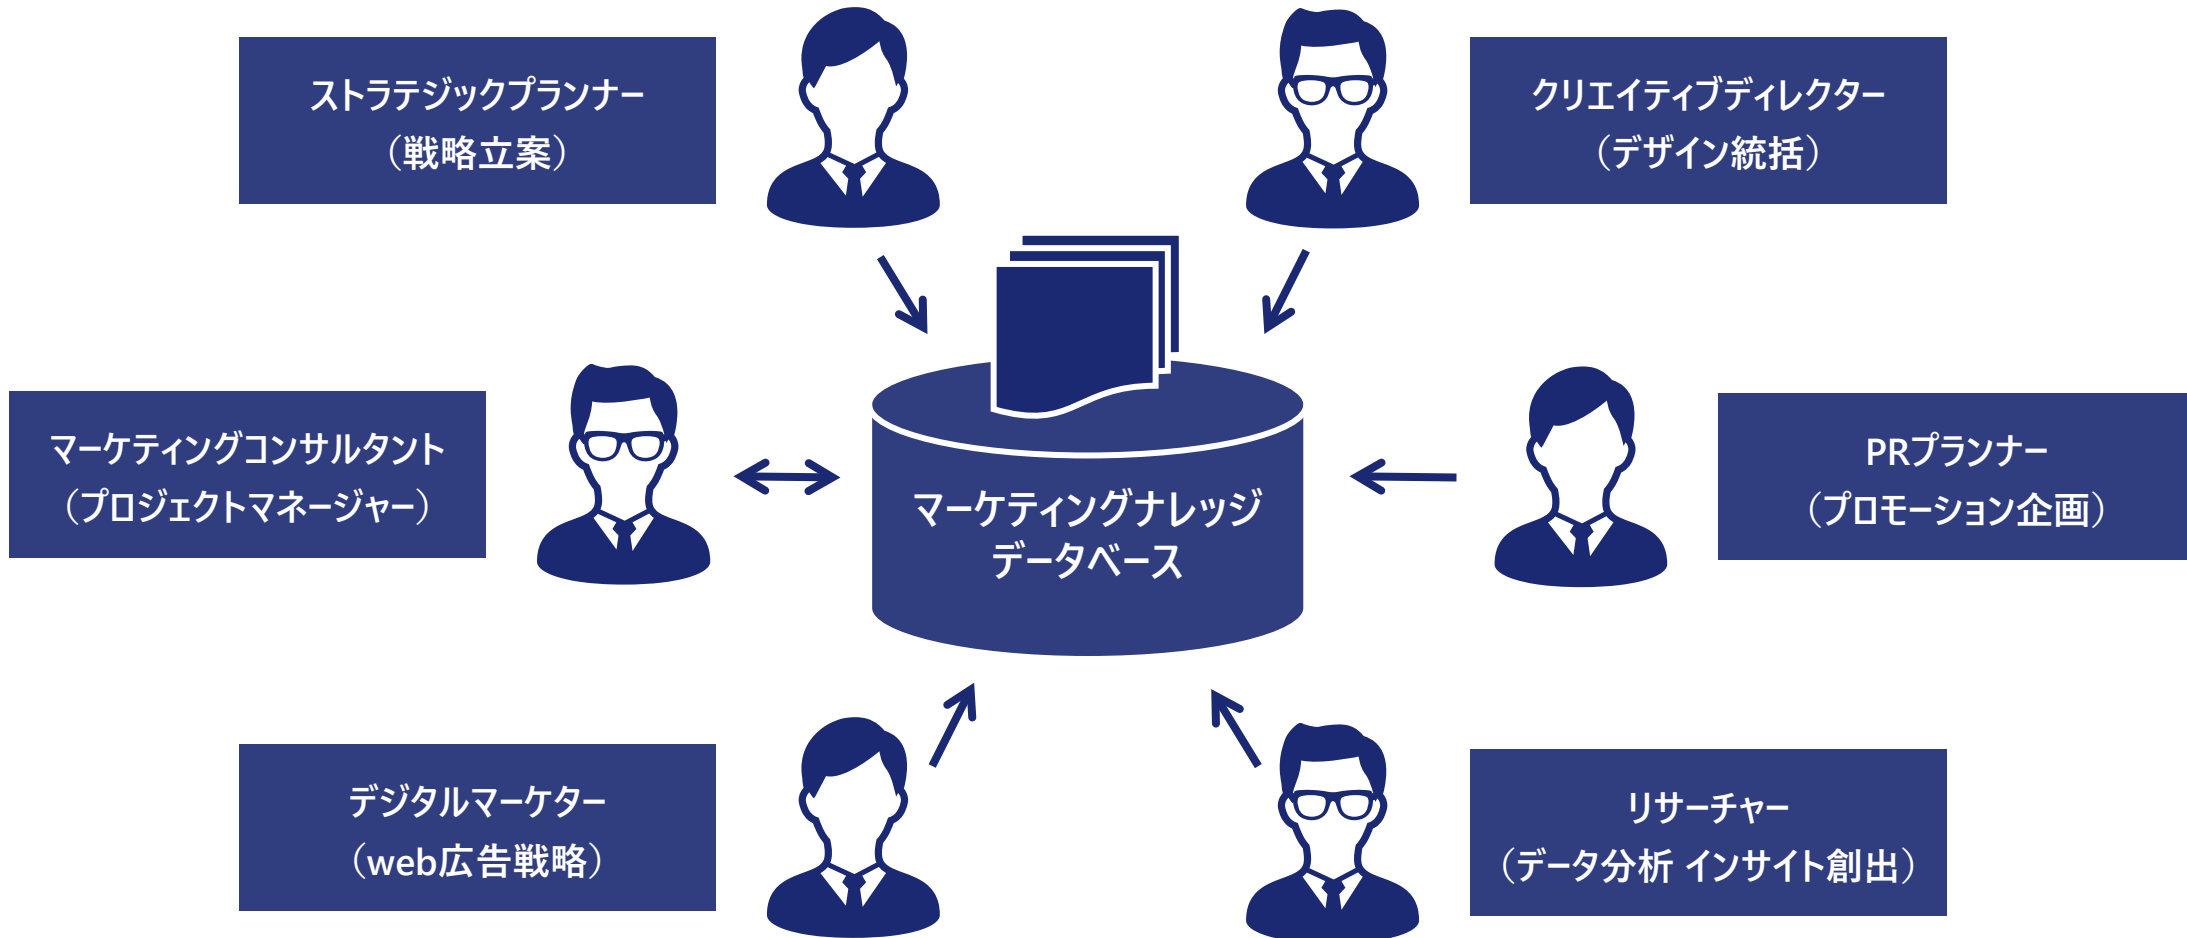 ストラテジックプランナー
（戦略立案）
クリエイティブディレクター
（デザイン統括）
マーケティングコンサルタント
（プロジェクトマネージャー）
マーケティングナレッジ
データベース
PRプランナー
（プロモーション企画）
デジタルマーケター
（web広告戦略）
リサーチャー
（データ分析 インサイト創出）